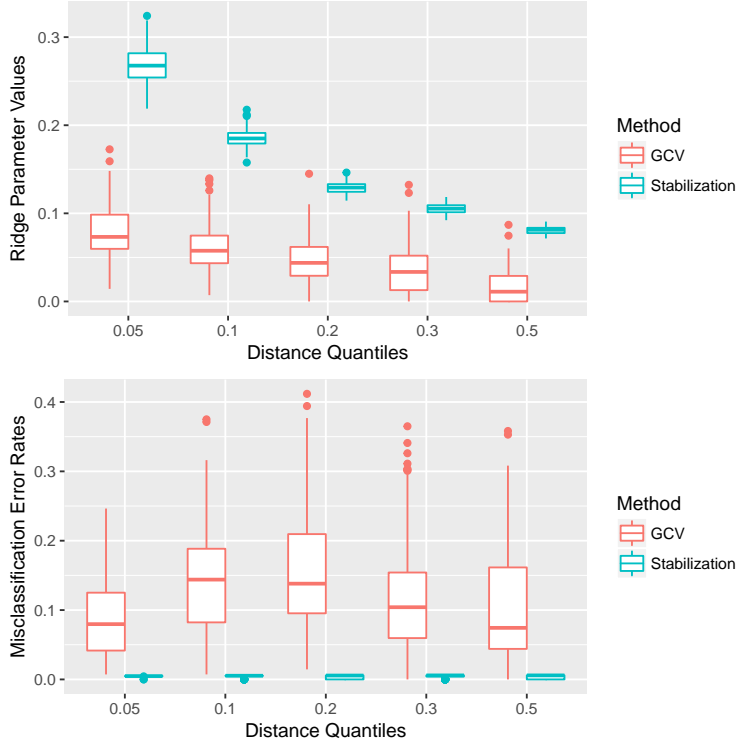 Ridge Parameter Values
0.3
0.2
0.1
0.0
0.05 0.1 0.2 0.3 0.5
Distance Quantiles
Method
GCV
Stabilization
Misclassification Error Rates
0.4
0.3
0.2
0.1
0.0
0.05 0.1 0.2 0.3 0.5
Distance Quantiles
Method
GCV
Stabilization